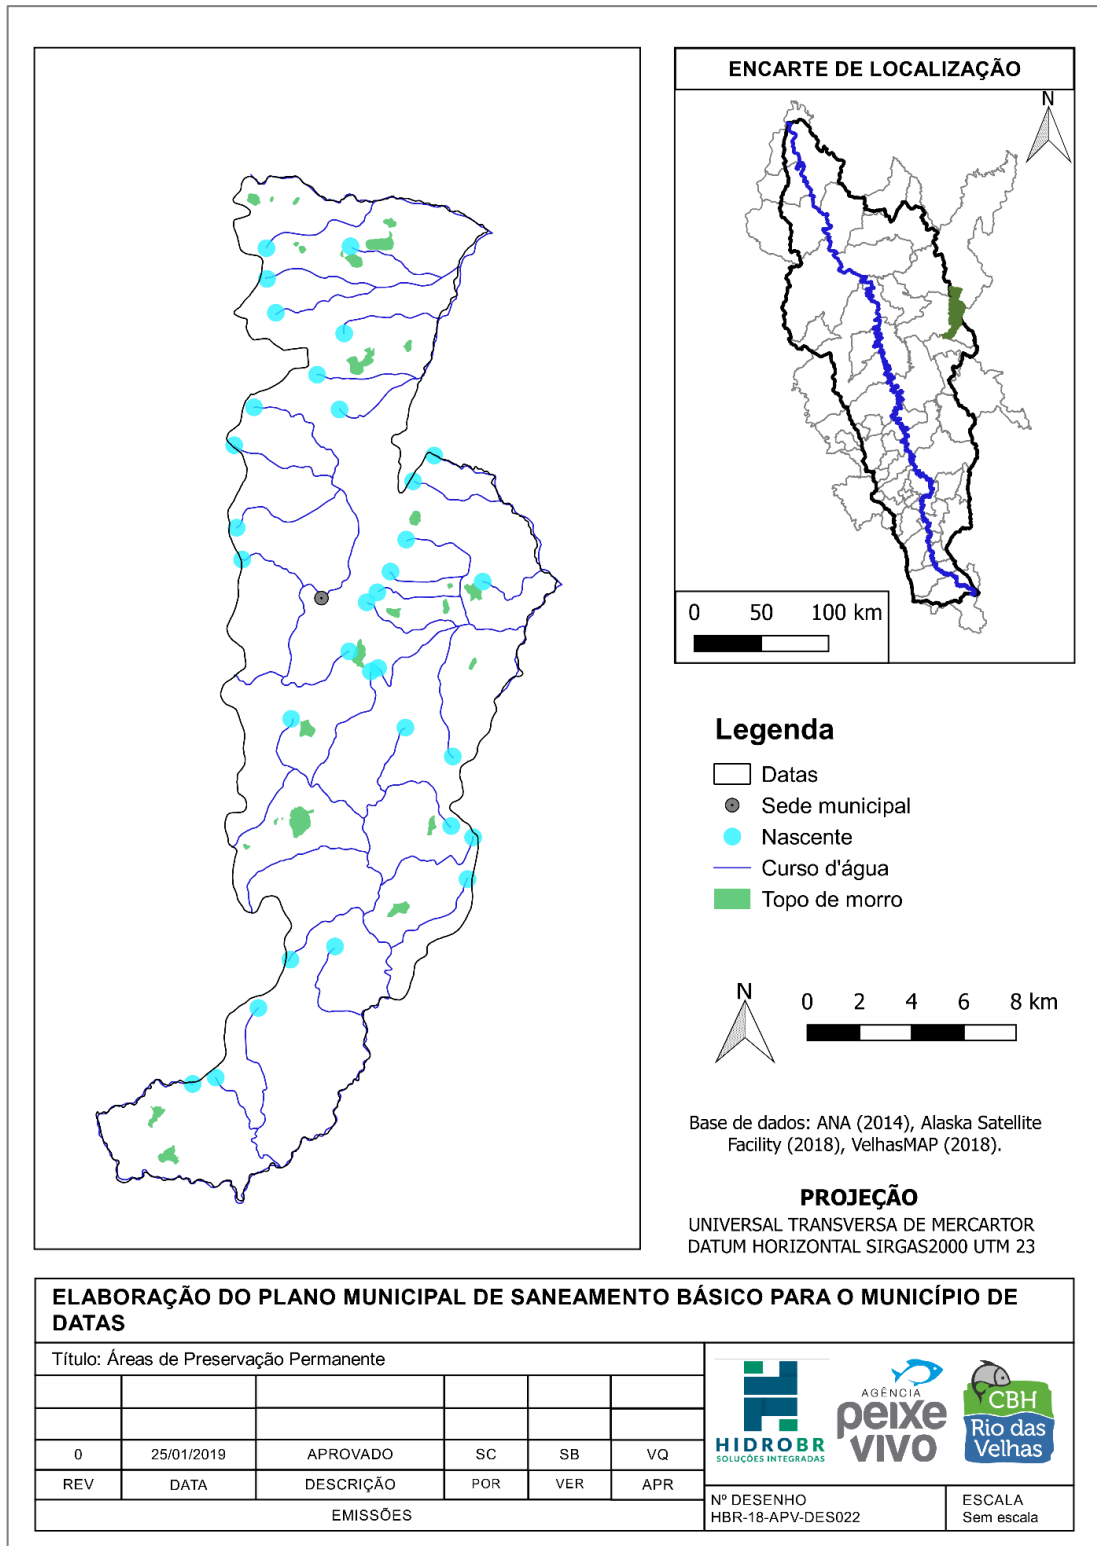 ENCARTE DE LOCALIZAÇÃO
N
0 50 100 km
Legenda
Datas
Sede municipal
Nascente
Curso d'água
Topo de morro
N
0 2 4 6 8 km
Base de dados: ANA (2014), Alaska Satellite
Facility (2018), VelhasMAP (2018).
PROJEÇÃO
UNIVERSAL TRANSVERSA DE MERCARTOR
DATUM HORIZONTAL SIRGAS2000 UTM 23
ELABORAÇÃO DO PLANO MUNICIPAL DE SANEAMENTO BÁSICO PARA O MUNICÍPIO DE
DATAS
Título: Áreas de Preservação Permanente
0 25/01/2019 APROVADO SC SB VQ
REV DATA DESCRIÇÃO POR VER APR
EMISSÕES
HIDROBR
SOLUÇÕES INTEGRADAS
AGÊNCIA
peixe
VIVO
CBH
Rio das
Velhas
Nº DESENHO
HBR-18-APV-DES022
ESCALA
Sem escala